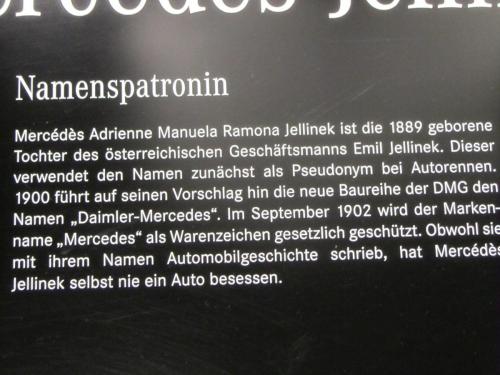 Mercédès Jellin
Namenspatronin
Mercédès Adrienne Manuela Ramona Jellinek ist die 1889 geborene
Tochter des österreichischen Geschäftsmanns Emil Jellinek. Dieser
verwendet den Namen zunächst als Pseudonym bei Autorennen.
1900 führt auf seinen Vorschlag hin die neue Baureihe der DMG den
Namen „Daimler-Mercedes“. Im September 1902 wird der Marken-
name „Mercedes“ als Warenzeichen gesetzlich geschützt. Obwohl sie
mit ihrem Namen Automobilgeschichte schrieb, hat Mercédès
Jellinek selbst nie ein Auto besessen.